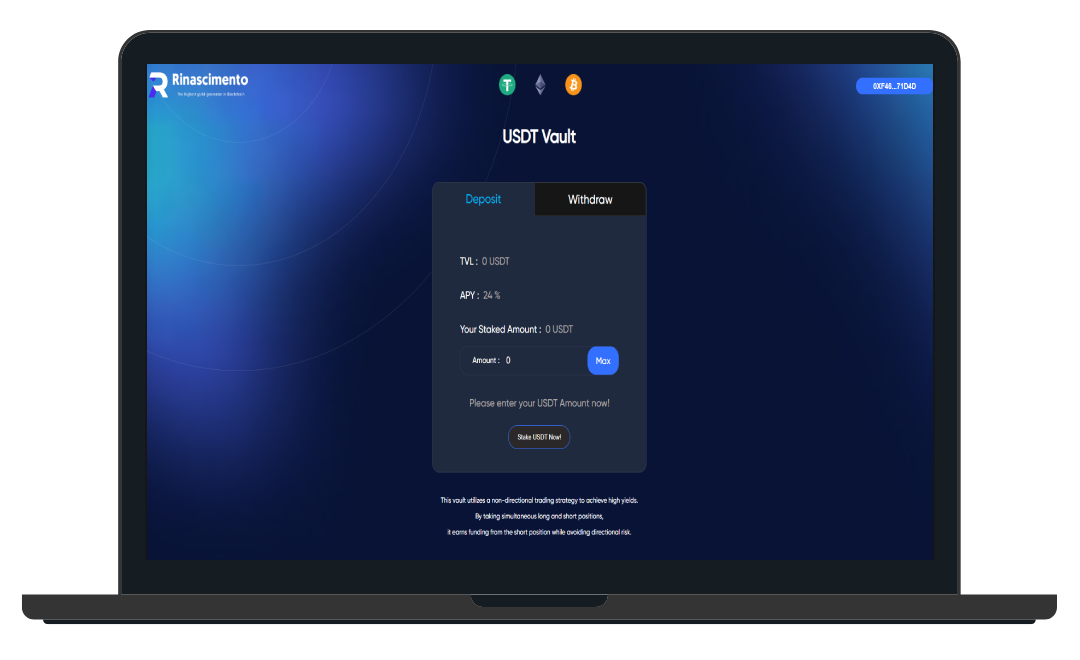 Rinascimento
The highest yield generator in Blockchain
0XF46...71D4D
USDT Vault
Deposit
Withdraw
TVL : 0 USDT
APY : 24 %
Your Staked Amount : 0 USDT
Amount : 0
Max
Please enter your USDT Amount now!
Stake USDT Now!
This vault utilizes a non-directional trading strategy to achieve high yields.
By taking simultaneous long and short positions,
it earns funding from the short position while avoiding directional risk.